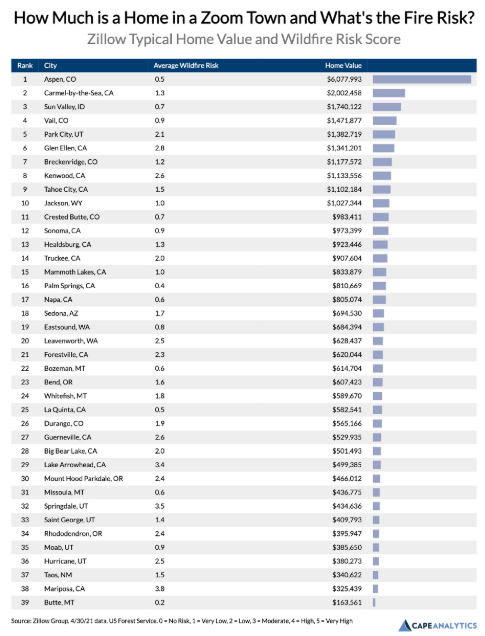 How Much is a Home in a Zoom Town and What's the Fire Risk?
Zillow Typical Home Value and Wildfire Risk Score
Rank City Average Wildfire Risk Home Value
1 Aspen, CO 0.5 $6,077,993
2 Carmel-by-the-Sea, CA 1.3 $2,002,458
3 Sun Valley, ID 0.7 $1,740,122
4 Vail, CO 0.9 $1,471,877
5 Park City, UT 2.1 $1,382,719
6 Glen Ellen, CA 2.8 $1,341,201
7 Breckenridge, CO 1.2 $1,177,572
8 Kenwood, CA 2.6 $1,133,556
9 Tahoe City, CA 1.5 $1,102,184
10 Jackson, WY 1.0 $1,027,344
11 Crested Butte, CO 0.7 $983,411
12 Sonoma, CA 0.9 $973,399
13 Healdsburg, CA 1.3 $923,446
14 Truckee, CA 2.0 $907,604
15 Mammoth Lakes, CA 1.0 $833,879
16 Palm Springs, CA 0.4 $810,669
17 Napa, CA 0.6 $805,074
18 Sedona, AZ 1.7 $694,530
19 Eastsound, WA 0.8 $684,394
20 Leavenworth, WA 2.5 $628,437
21 Forestville, CA 2.3 $620,044
22 Bozeman, MT 0.6 $614,704
23 Bend, OR 1.6 $607,423
24 Whitefish, MT 1.8 $589,670
25 La Quinta, CA 0.5 $582,541
26 Durango, CO 1.9 $565,166
27 Guerneville, CA 2.6 $529,935
28 Big Bear Lake, CA 2.0 $501,493
29 Lake Arrowhead, CA 3.4 $499,385
30 Mount Hood Parkdale, OR 2.4 $466,012
31 Missoula, MT 0.6 $436,775
32 Springdale, UT 3.5 $434,636
33 Saint George, UT 1.4 $409,793
34 Rhododendron, OR 2.4 $395,947
35 Moab, UT 0.9 $385,650
36 Hurricane, UT 2.5 $380,273
37 Taos, NM 1.5 $340,622
38 Mariposa, CA 3.8 $325,439
39 Butte, MT 0.2 $163,561
Source: Zillow Group, 4/30/21 data. US Forest Service. 0 = No Risk, 1 = Very Low, 2 = Low, 3 = Moderate, 4 = High, 5 = Very High
CAPEANALYTICS